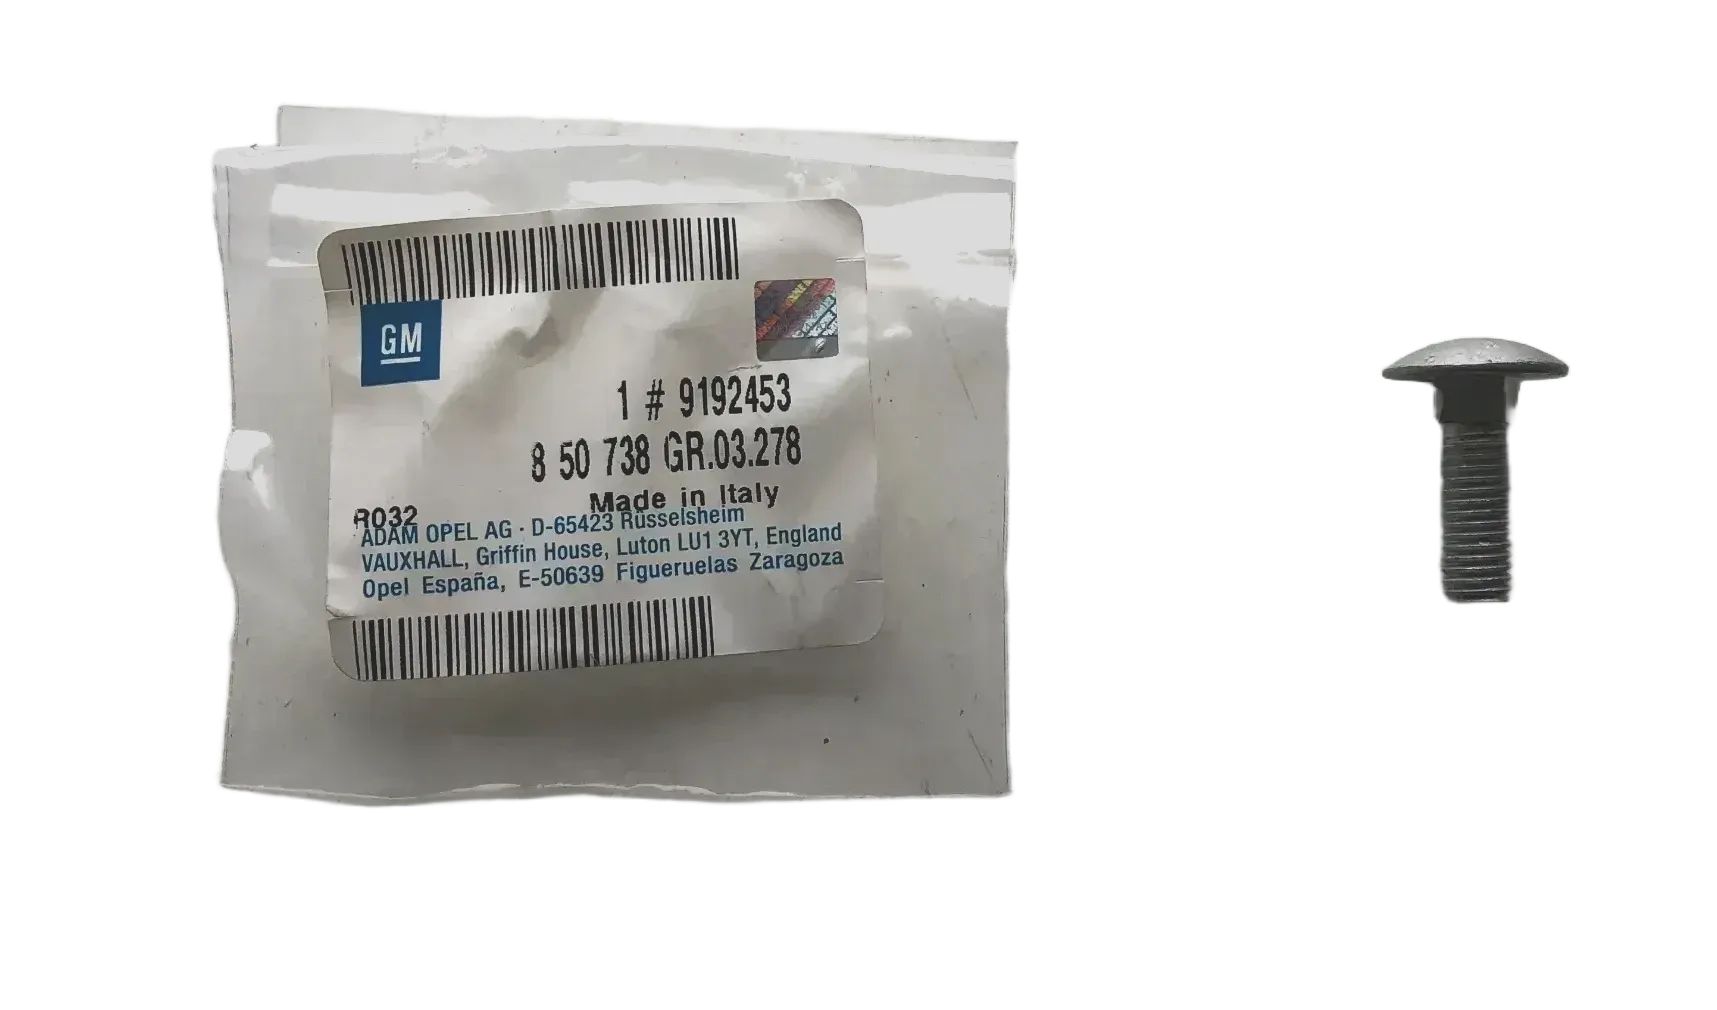 GM
1 # 9192453
8 50 738 GR.03.278
Made in Italy
R032
ADAM OPEL AG · D-65423 Rüsselsheim
VAUXHALL, Griffin House, Luton LU1 3YT, England
Opel España, E-50639 Figueruelas Zaragoza